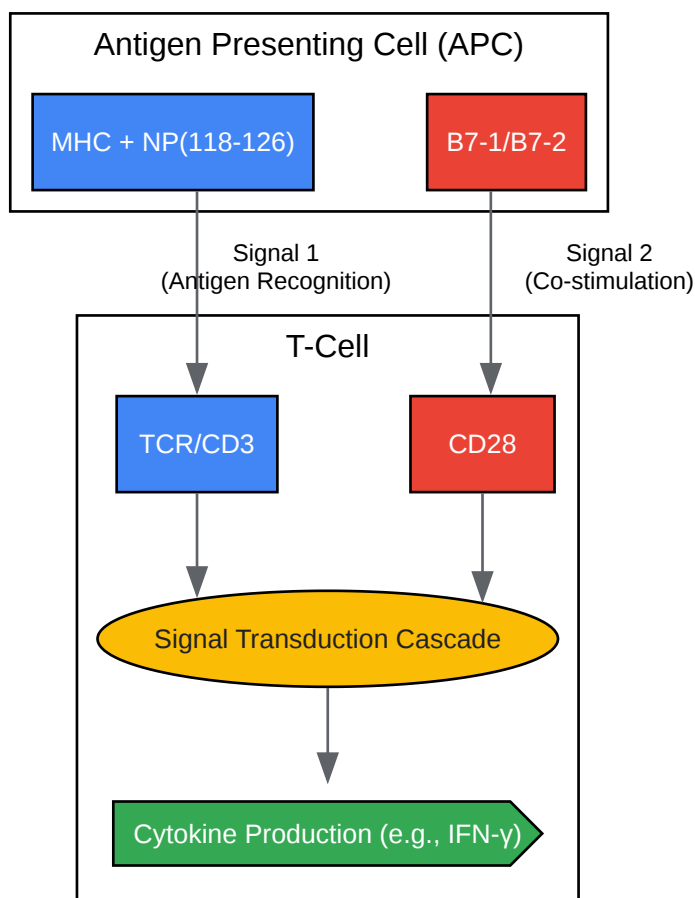 Antigen Presenting Cell (APC)
MHC + NP(118-126)
B7-1/B7-2
Signal 1
(Antigen Recognition)
Signal 2
(Co-stimulation)
T-Cell
TCR/CD3
CD28
Signal Transduction Cascade
Cytokine Production (e.g., IFN-γ)